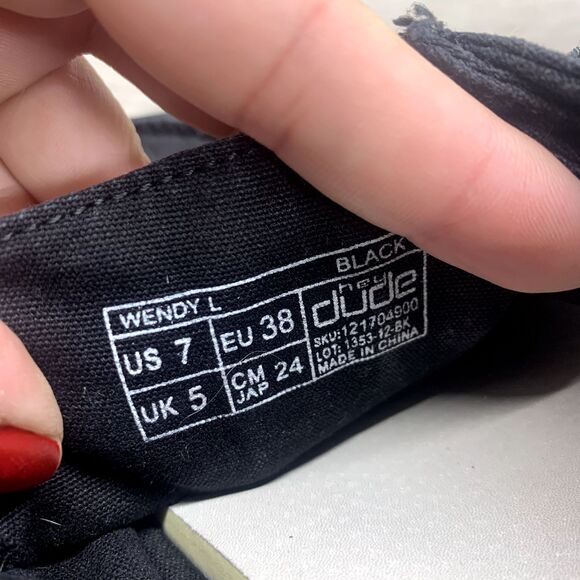 WENDY L BLACK
US 7
EU 38
UK 5
CM
JAP 24
hey
dude
SKU:121704900
LOT: 1353-12-BK
MADE IN CHINA